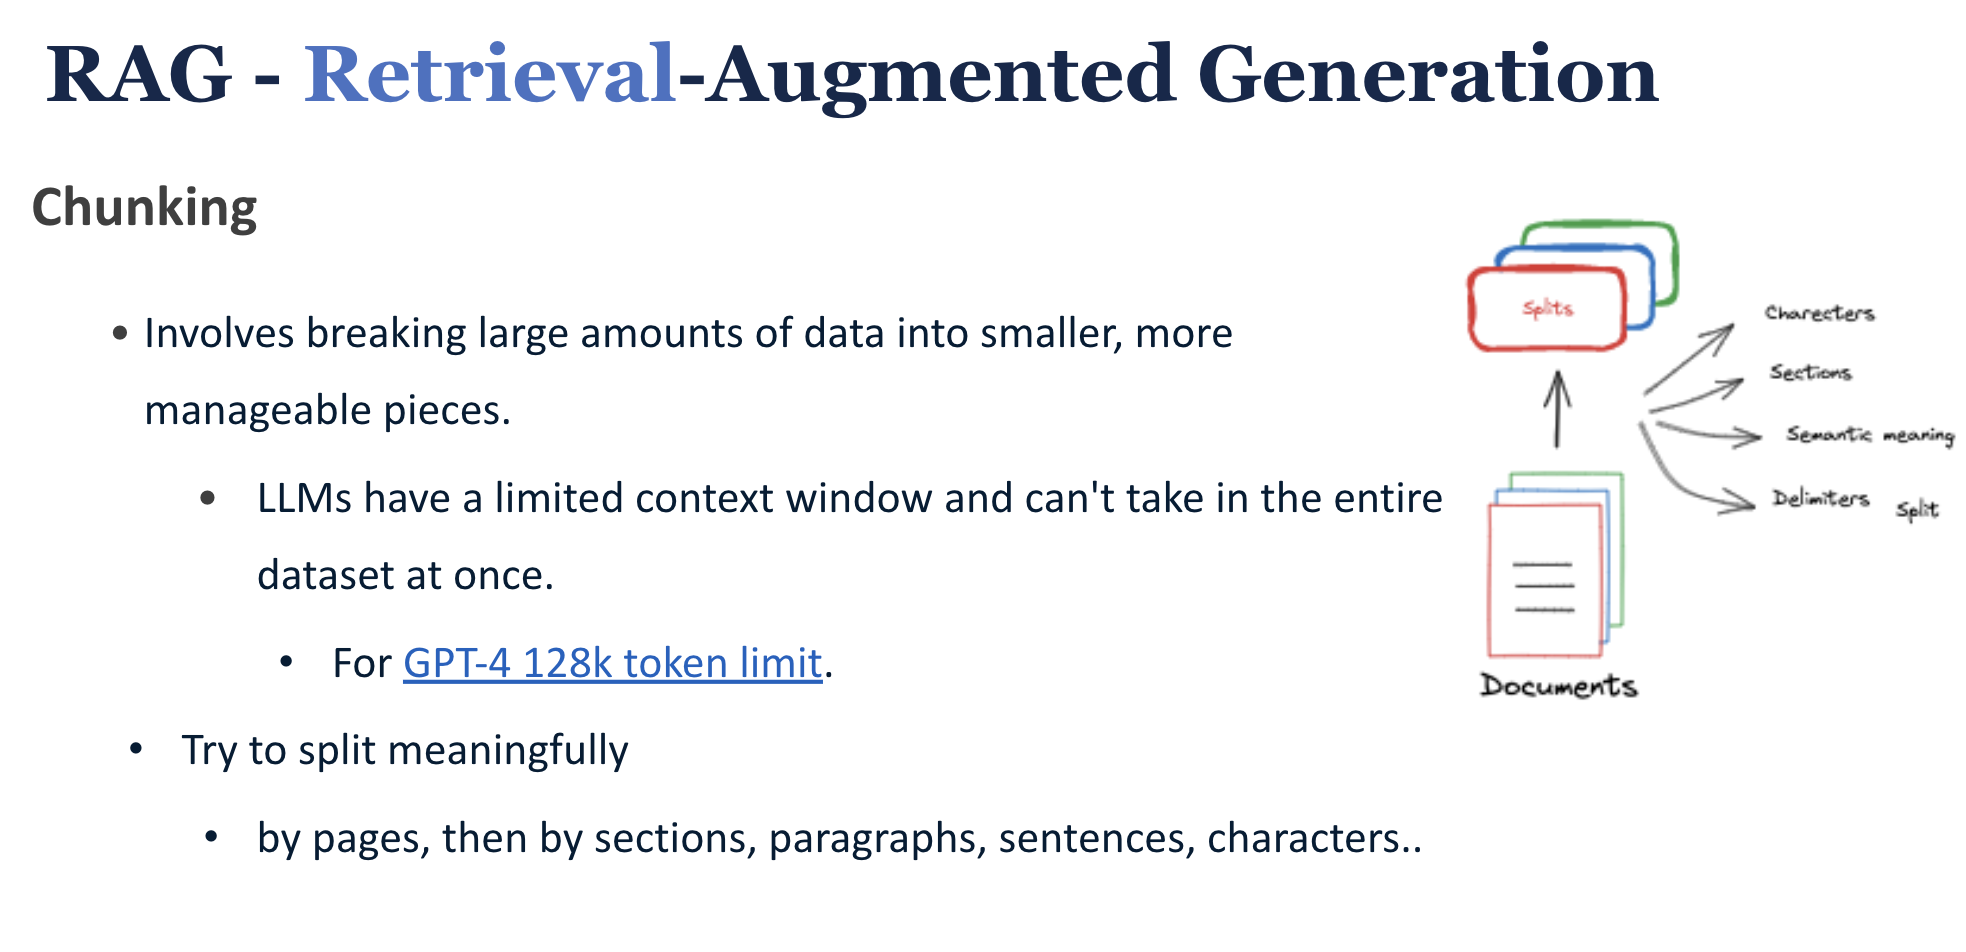 RAG - Retrieval-Augmented Generation
Chunking
• Involves breaking large amounts of data into smaller, more
manageable pieces.
• LLMs have a limited context window and can't take in the entire
dataset at once.
• For GPT-4 128k token limit.
• Try to split meaningfully
• by pages, then by sections, paragraphs, sentences, characters..
Splits
Charecters
Sections
Semantic meaning
Delimiters split
Documents